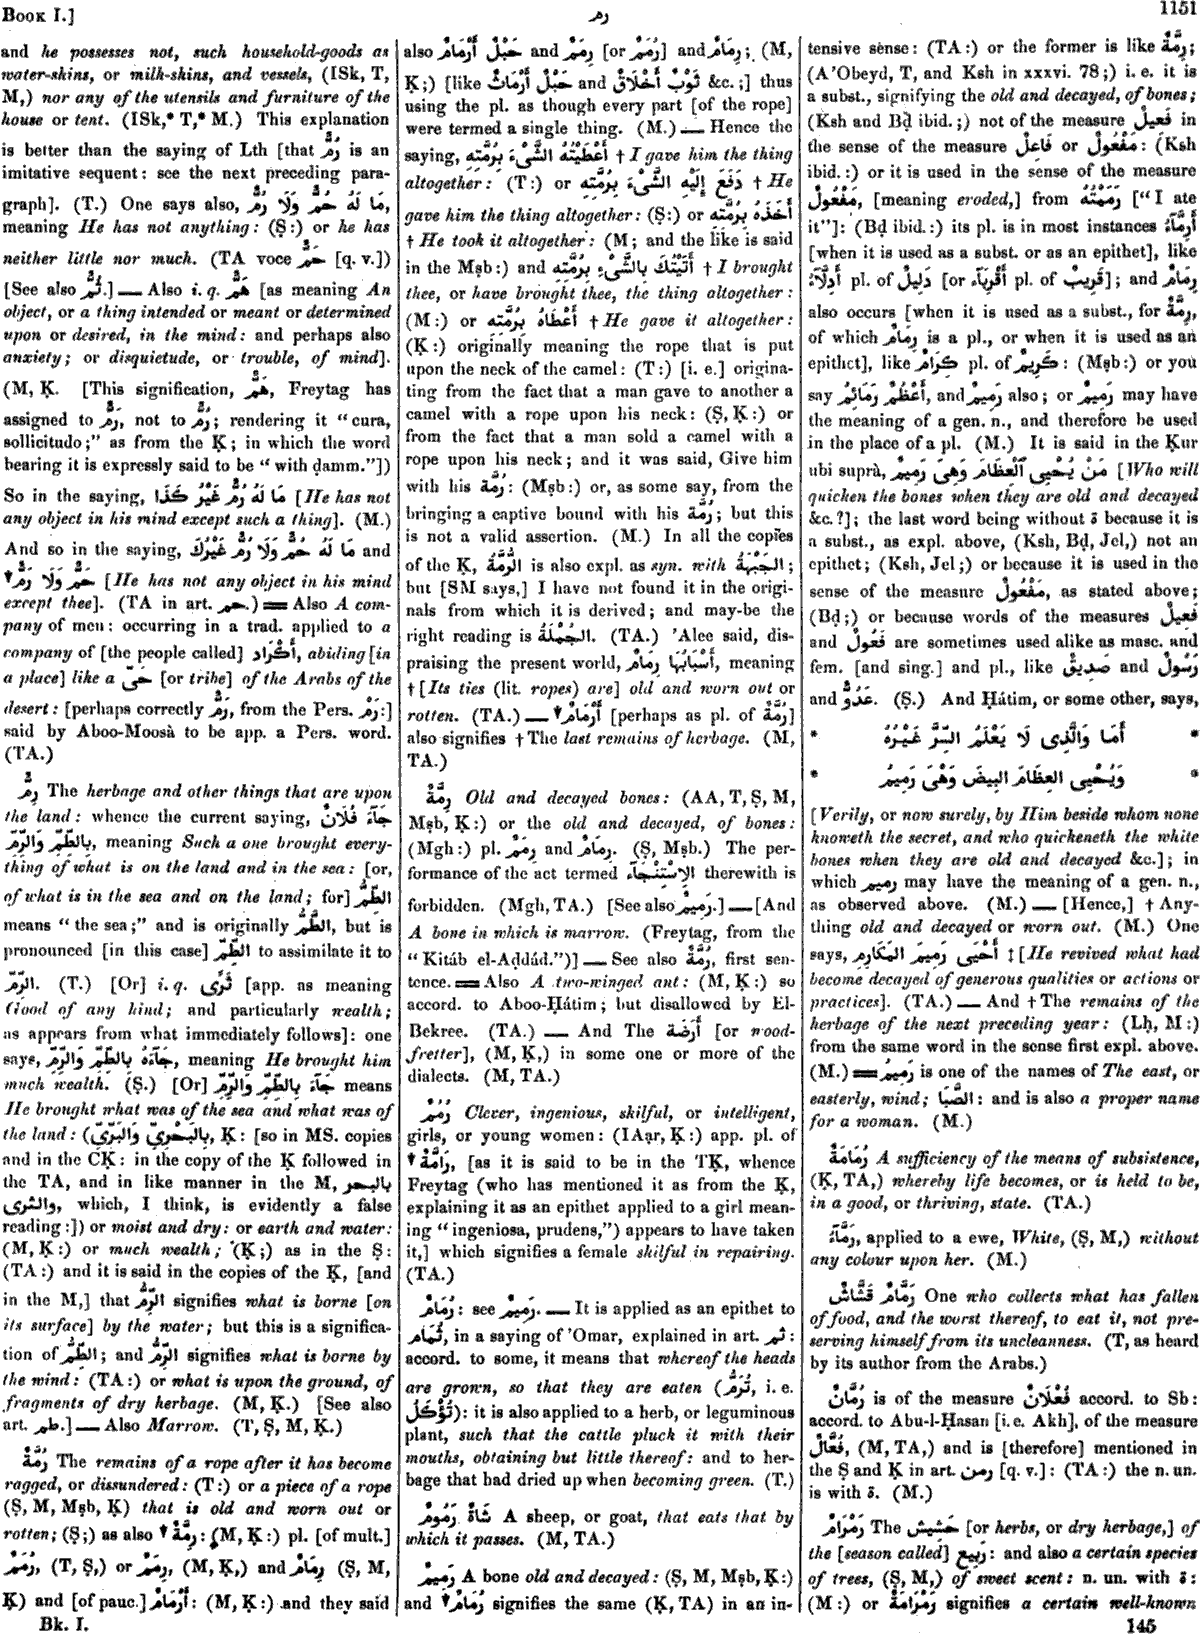 Book I.]
رم
1151
and he possesses not, such household-goods as
water-skins, or milk-skins, and vessels, (ISk, T,
M,) nor any of the utensils and furniture of the
house or tent. (ISk,* T,* M.) This explanation
is better than the saying of Lth [that رُمٌّ is an
imitative sequent: see the next preceding para-
graph]. (T.) One says also, مَا لَهُ حُمٌّ وَلَا رُمٌّ,
meaning He has not anything: (Ṣ:) or he has
neither little nor much. (TA voce حَمٌّ [q. v.])
[See also ثُمٌّ.] — Also i. q. هَمٌّ [as meaning An
object, or a thing intended or meant or determined
upon or desired, in the mind: and perhaps also
anxiety; or disquietude, or trouble, of mind].
(M, Ḳ. [This signification, هَمٌّ, Freytag has
assigned to رَمٌّ, not to رُمٌّ; rendering it “cura,
sollicitudo;” as from the Ḳ; in which the word
bearing it is expressly said to be “with ḍamm.”])
So in the saying, مَا لَهُ رُمٌّ غَيْرُ كَذَا [He has not
any object in his mind except such a thing]. (M.)
And so in the saying, مَا لَهُ حُمٌّ وَلَا رُمٌّ غَيْرُكَ and
▼ حَمٌّ وَلَا رَمٌّ [He has not any object in his mind
except thee]. (TA in art. حم.) = Also A com-
pany of men: occurring in a trad. applied to a
company of [the people called] أَكْرَاد, abiding [in
a place] like a حَىّ [or tribe] of the Arabs of the
desert: [perhaps correctly رَمٌّ, from the Pers. رَمْ:]
said by Aboo-Moosà to be app. a Pers. word.
(TA.)
رِمٌّ The herbage and other things that are upon
the land: whence the current saying, جَآءَ فُلَانٌ
بِالطِّمِّ وَالرِّمِّ, meaning Such a one brought every-
thing of what is on the land and in the sea: [or,
of what is in the sea and on the land; for] الطِّمُّ
means “the sea;” and is originally الطَّمُّ, but is
pronounced [in this case] الطِّمّ to assimilate it to
الرِّمّ. (T.) [Or] i. q. ثَرًى [app. as meaning
Good of any kind; and particularly wealth;
as appears from what immediately follows]: one
says, جَآءَهُ بِالطِّمِّ وَالرِّمِّ, meaning He brought him
much wealth. (Ṣ.) [Or] جَآءَ بِالطِّمِّ وَالرِّمِّ means
He brought what was of the sea and what was of
the land: (بِالبَحْرِىِّ وَالبَرِّىِّ, Ḳ: [so in MS. copies
and in the CK: in the copy of the Ḳ followed in
the TA, and in like manner in the M, بالبحر
والثرى, which, I think, is evidently a false
reading:]) or moist and dry: or earth and water:
(M, Ḳ:) or much wealth; (Ḳ;) as in the Ṣ:
(TA:) and it is said in the copies of the Ḳ, [and
in the M,] that الرِّمُّ signifies what is borne [on
its surface] by the water; but this is a significa-
tion of الطِّمُّ; and الرِّمُّ signifies what is borne by
the wind: (TA:) or what is upon the ground, of
fragments of dry herbage. (M, Ḳ.) [See also
art. طم.] — Also Marrow. (T, Ṣ, M, Ḳ.)
رُمَّةٌ The remains of a rope after it has become
ragged, or dissundered: (T:) or a piece of a rope
(Ṣ, M, Mṣb, Ḳ) that is old and worn out or
rotten; (Ṣ;) as also ▼ رِمَّةٌ: (M, Ḳ:) pl. [of mult.]
رُمَمٌ, (T, Ṣ,) or رِمَمٌ, (M, Ḳ,) and رِمَامٌ (Ṣ, M,
Ḳ) and [of pauc.] أَرْمَامٌ: (M, Ḳ:) and they said
Bk. I.
also حَبْلٌ أَرْمَامٌ and رِمَمٌ [or رُمَمٌ] and رِمَامٌ; (M,
Ḳ;) [like حَبْلٌ أَرْمَاثٌ and ثَوْبٌ أَخْلَاقٌ &c.;] thus
using the pl. as though every part [of the rope]
were termed a single thing. (M.) — Hence the
saying, أَعْطَيْتُهُ الشَّىْءَ بِرُمَّتِهِ † I gave him the thing
altogether: (T:) or دَفَعَ إِلَيْهِ الشَّىْءَ بِرُمَّتِهِ † He
gave him the thing altogether: (Ṣ:) or أَخَذَهُ بِرُمَّتِهِ
† He took it altogether: (M; and the like is said
in the Mṣb:) and أَتَيْتُكَ بِالشَّىْءِ بِرُمَّتِهِ † I brought
thee, or have brought thee, the thing altogether:
(M:) or أَعْطَاهُ بِرُمَّتِهِ † He gave it altogether:
(Ḳ:) originally meaning the rope that is put
upon the neck of the camel: (T:) [i. e.] origina-
ting from the fact that a man gave to another a
camel with a rope upon his neck: (Ṣ, Ḳ:) or
from the fact that a man sold a camel with a
rope upon his neck; and it was said, Give him
with his رُمَّة: (Mṣb:) or, as some say, from the
bringing a captive bound with his رُمَّة; but this
is not a valid assertion. (M.) In all the copies
of the Ḳ, الرُّمَّةُ is also expl. as syn. with الجَبْهَةُ;
but [SM says,] I have not found it in the origi-
nals from which it is derived; and may-be the
right reading is الجُمْلَةُ. (TA.) ’Alee said, dis-
praising the present world, أَسْبَابُهَا رِمَامٌ, meaning
† [Its ties (lit. ropes) are] old and worn out or
rotten. (TA.) — ▼ أَرْمَامٌ [perhaps as pl. of رُمَّةٌ]
also signifies † The last remains of herbage. (M,
TA.)
رِمَّةٌ Old and decayed bones: (AA, T, Ṣ, M,
Mṣb, Ḳ:) or the old and decayed, of bones:
(Mgh:) pl. رِمَمٌ and رِمَامٌ. (Ṣ, Mṣb.) The per-
formance of the act termed الاِسْتِنْجَآء therewith is
forbidden. (Mgh, TA.) [See also رَمِيمٌ.] — [And
A bone in which is marrow. (Freytag, from the
“Kitáb el-Aḍdád.”)] — See also رُمَّةٌ, first sen-
tence. = Also A two-winged ant: (M, Ḳ:) so
accord. to Aboo-Ḥátim; but disallowed by El-
Bekree. (TA.) — And The أَرَضَة [or wood-
fretter], (M, Ḳ,) in some one or more of the
dialects. (M, TA.)
رُمُمٌ Clever, ingenious, skilful, or intelligent,
girls, or young women: (IAạr, Ḳ:) app. pl. of
▼ رَامَّةٌ, [as it is said to be in the TḲ, whence
Freytag (who has mentioned it as from the Ḳ,
explaining it as an epithet applied to a girl mean-
ing “ingeniosa, prudens,”) appears to have taken
it,] which signifies a female skilful in repairing.
(TA.)
رُمَامٌ: see رَمِيمٌ. — It is applied as an epithet to
ثُمَام, in a saying of ’Omar, explained in art. ثم:
accord. to some, it means that whereof the heads
are grown, so that they are eaten (تُرَمُّ, i. e.
تُؤْكَلُ): it is also applied to a herb, or leguminous
plant, such that the cattle pluck it with their
mouths, obtaining but little thereof: and to her-
bage that had dried up when becoming green. (T.)
شَاةٌ رَمُومٌ A sheep, or goat, that eats that by
which it passes. (M, TA.)
رَمِيمٌ A bone old and decayed: (Ṣ, M, Mṣb, Ḳ:)
and ▼ رُمَامٌ signifies the same (Ḳ, TA) in an in-
tensive sense: (TA:) or the former is like رِمَّةٌ;
(A’Obeyd, T, and Ksh in xxxvi. 78;) i. e. it is
a subst., signifying the old and decayed, of bones;
(Ksh and Bḍ ibid.;) not of the measure فَعِيلٌ in
the sense of the measure فَاعِلٌ or مَفْعُولٌ: (Ksh
ibid.:) or it is used in the sense of the measure
مَفْعُولٌ, [meaning eroded,] from رَمَمْتُهُ [“I ate
it”]: (Bḍ ibid.:) its pl. is in most instances أَرِمَّآءُ
[when it is used as a subst. or as an epithet], like
أَدِلَّآءُ pl. of دَلِيلٌ [or أَقْرِبَآء pl. of قَرِيبٌ]; and رِمَامٌ
also occurs [when it is used as a subst., for رِمَّةٌ,
of which رِمَامٌ is a pl., or when it is used as an
epithet], like كِرَامٌ pl. of كَرِيمٌ: (Mṣb:) or you
say أَعْظُمٌ رَمَائِمُ, and رَمِيمٌ also; or رَمِيمٌ may have
the meaning of a gen. n., and therefore be used
in the place of a pl. (M.) It is said in the Ḳur
ubi suprà, مَنْ يُحْيِى ٱلْعِظَامَ وَهِىَ رَمِيمٌ [Who will
quicken the bones when they are old and decayed
&c.?]; the last word being without ة because it is
a subst., as expl. above, (Ksh, Bḍ, Jel,) not an
epithet; (Ksh, Jel;) or because it is used in the
sense of the measure مَفْعُولٌ, as stated above;
(Bḍ;) or because words of the measures فَعِيلٌ
and فَعُولٌ are sometimes used alike as masc. and
fem. [and sing.] and pl., like صَدِيقٌ and رَسُولٌ
and عَدُوٌّ. (Ṣ.) And Ḥátim, or some other, says,
* أَمَا وَالَّذِى لَا يَعْلَمُ السِّرَّ غَيْرُهُ *
* وَيُحْيِى العِظَامَ البِيضَ وَهْىَ رَمِيمُ *
[Verily, or now surely, by Him beside whom none
knoweth the secret, and who quickeneth the white
bones when they are old and decayed &c.]; in
which رميم may have the meaning of a gen. n.,
as observed above. (M.) — [Hence,] † Any-
thing old and decayed or worn out. (M.) One
says, أَحْيَى رَمِيمَ المَكَارِمِ ‡ [He revived what had
become decayed of generous qualities or actions or
practices]. (TA.) — And † The remains of the
herbage of the next preceding year: (Lḥ, M:)
from the same word in the sense first expl. above.
(M.) = رَمِيمٌ is one of the names of The east, or
easterly, wind; الصَّبَا: and is also a proper name
for a woman. (M.)
رُمَامَةٌ A sufficiency of the means of subsistence,
(Ḳ, TA,) whereby life becomes, or is held to be,
in a good, or thriving, state. (TA.)
رَمَّآءُ, applied to a ewe, White, (Ṣ, M,) without
any colour upon her. (M.)
رَمَّامٌ قَشَّاشٌ One who collects what has fallen
of food, and the worst thereof, to eat it, not pre-
serving himself from its uncleanness. (T, as heard
by its author from the Arabs.)
رُمَّانٌ is of the measure فُعْلَانٌ accord. to Sb:
accord. to Abu-l-Ḥasan [i. e. Akh], of the measure
فُعَّالٌ, (M, TA,) and is [therefore] mentioned in
the Ṣ and Ḳ in art. رمن [q. v.]: (TA:) the n. un.
is with ة. (M.)
رَمْرَامٌ The حَشِيش [or herbs, or dry herbage,] of
the [season called] رَبِيع: and also a certain species
of trees, (Ṣ, M,) of sweet scent: n. un. with ة:
(M:) or رَمْرَامَةٌ signifies a certain well-known
145